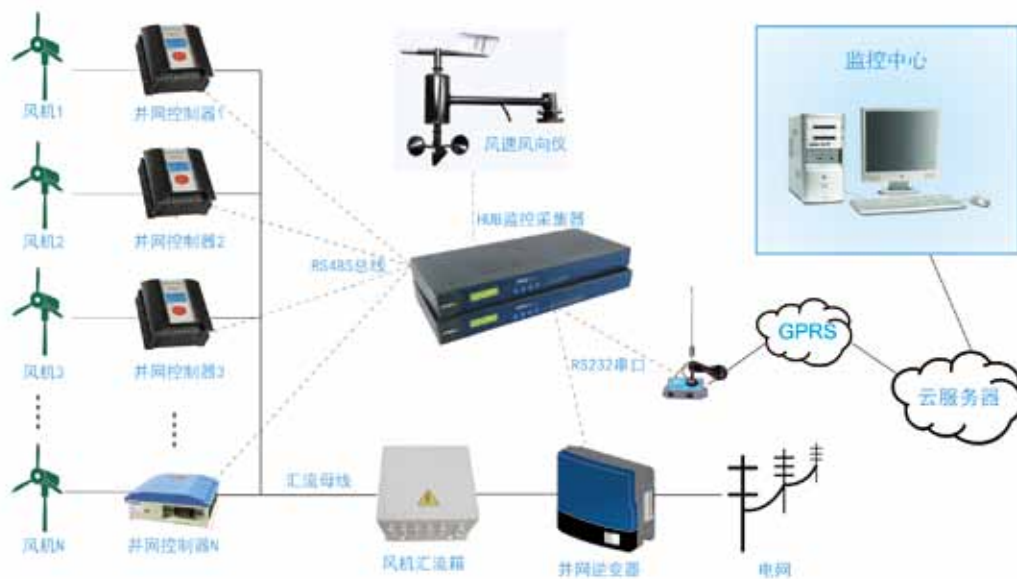 监控中心
风机1
并网控制器1
风速风向仪
HUB监控采集器
风机2
并网控制器2
RS485总线
GPRS
风机3
并网控制器3
RS232串口
云服务器
汇流母线
风机N
并网控制器N
风机汇流箱
并网逆变器
电网